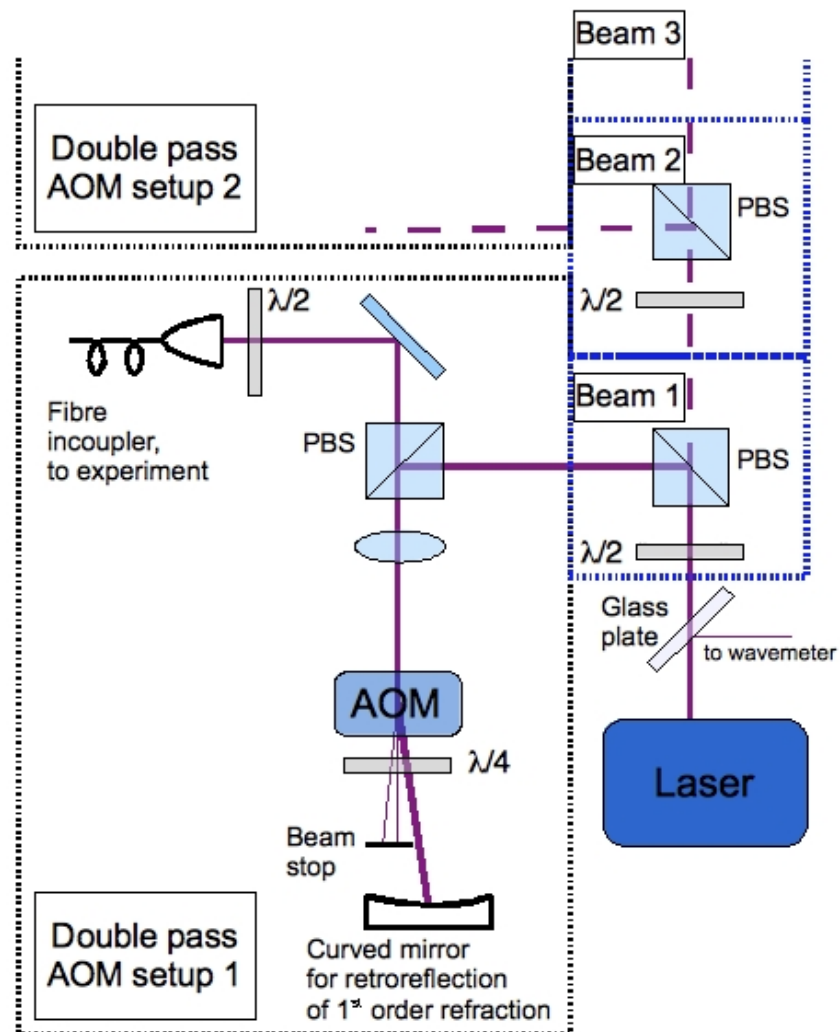 Beam 3
Double pass
AOM setup 2
Beam 2
PBS
λ/2
λ/2
Fibre
incoupler,
to experiment
PBS
Beam 1
PBS
λ/2
Glass
plate
to wavemeter
AOM
λ/4
Laser
Beam
stop
Double pass
AOM setup 1
Curved mirror
for retroreflection
of 1st order refraction